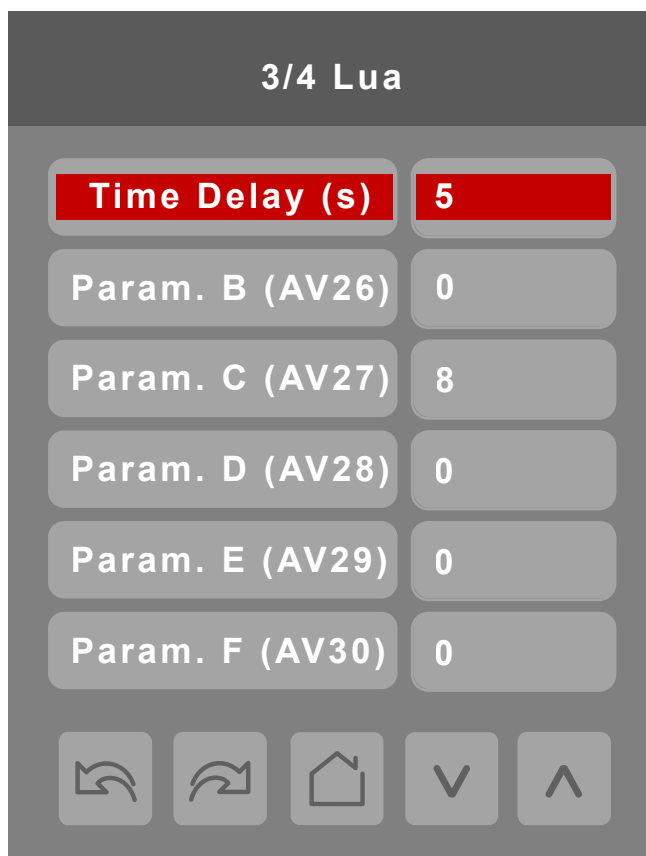 3/4 Lua
Time Delay (s) 5
Param. B (AV26) 0
Param. C (AV27) 8
Param. D (AV28) 0
Param. E (AV29) 0
Param. F (AV30) 0